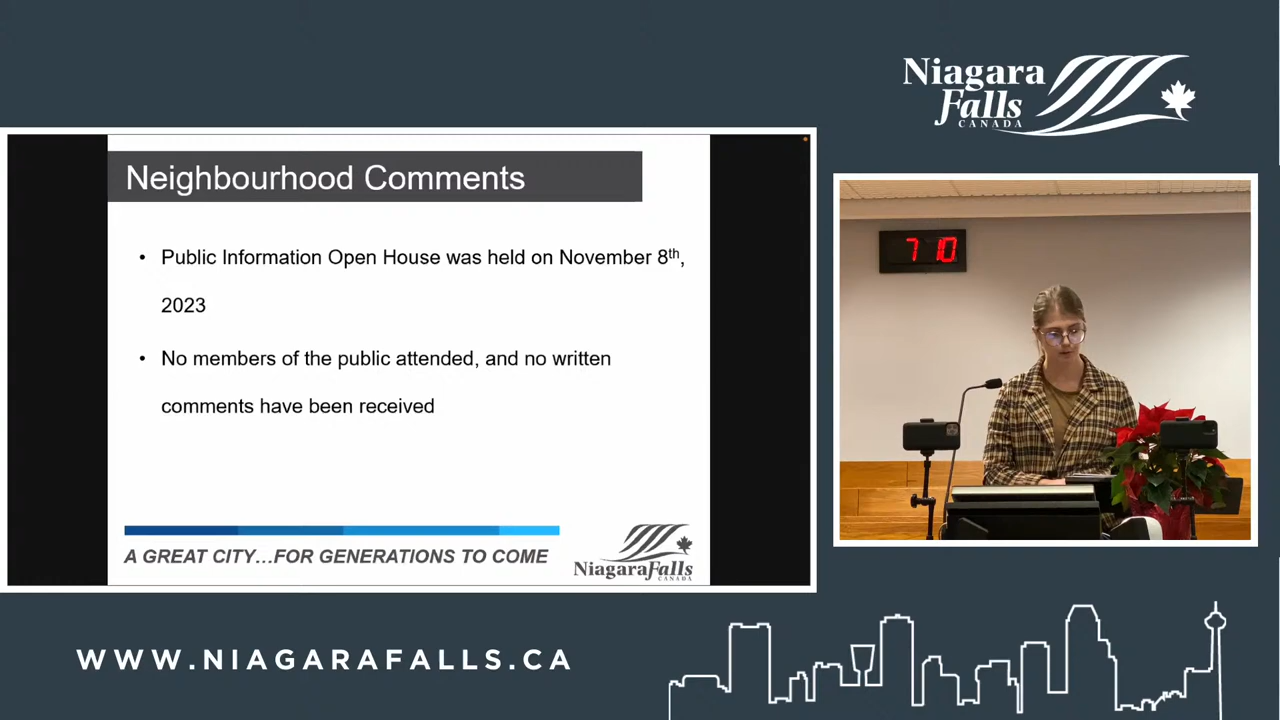 Niagara
Falls
CANADA
Neighbourhood Comments
• Public Information Open House was held on November 8th,
2023
• No members of the public attended, and no written
comments have been received
A GREAT CITY...FOR GENERATIONS TO COME
NiagaraFalls
CANADA
7 10
WWW.NIAGARAFALLS.CA